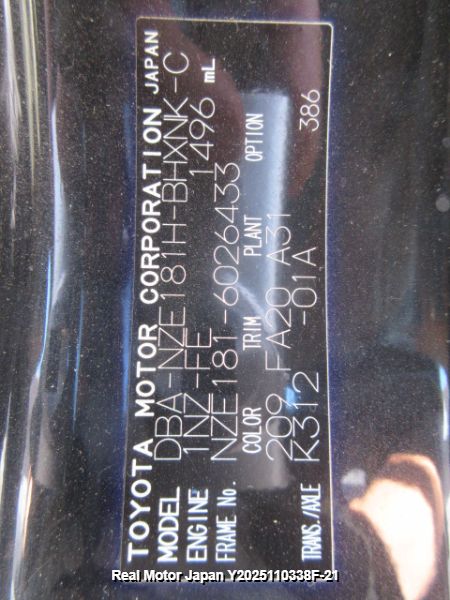 TOYOTA MOTOR CORPORATION JAPAN
MODEL DBA-NZE181H-BHXNK-C
ENGINE 1NZ-FE 1496 mL
FRAME No. NZE181-6026433
COLOR TRIM PLANT OPTION
209 FA20 A31
TRANS./AXLE K312 -01A 386
Real Motor Japan Y2025110338F-21